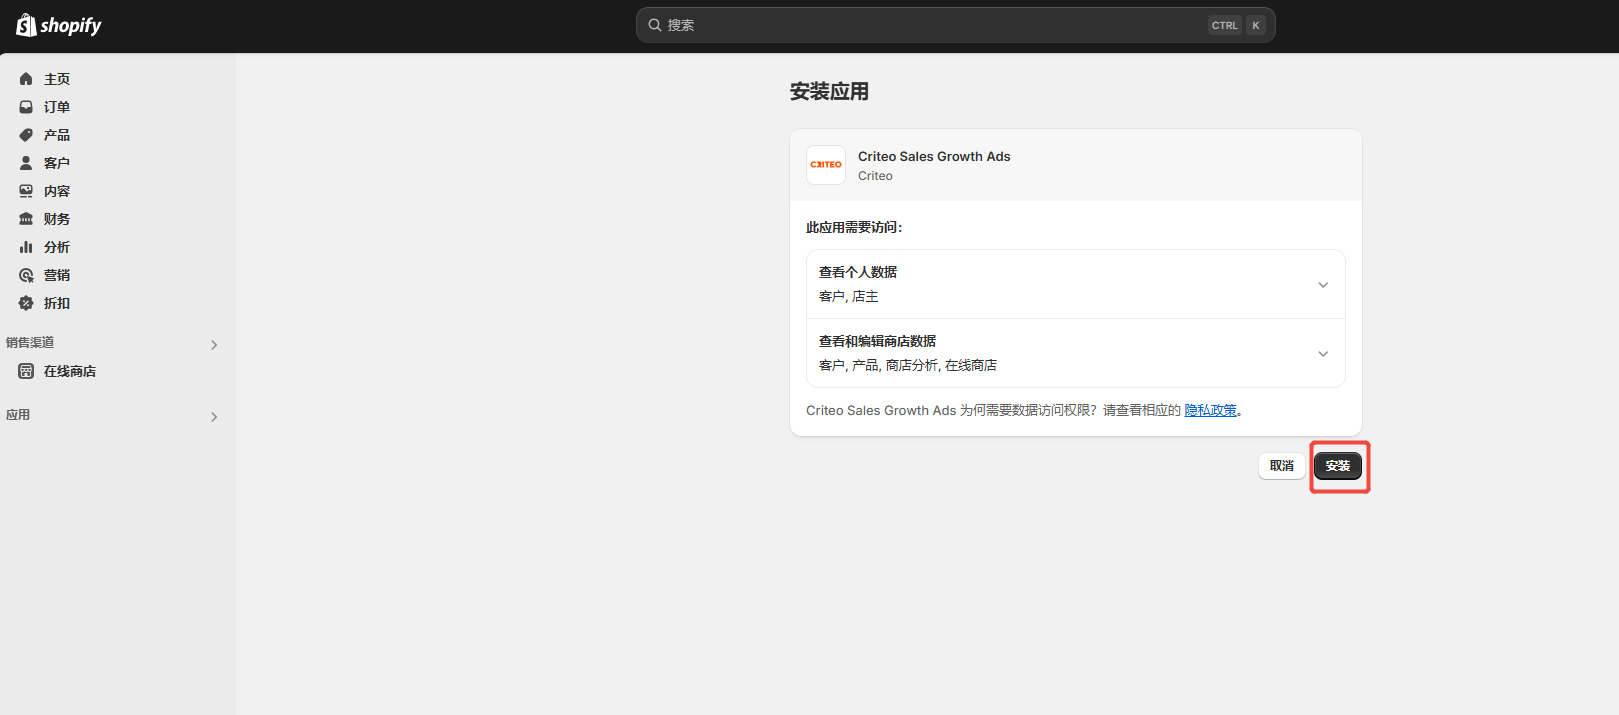 shopify
搜索
CTRL K
主页
订单
产品
客户
内容
财务
分析
营销
折扣
销售渠道
在线商店
应用
安装应用
CRITEO
Criteo Sales Growth Ads
Criteo
此应用需要访问：
查看个人数据
客户, 店主
查看和编辑商店数据
客户, 产品, 商店分析, 在线商店
Criteo Sales Growth Ads 为何需要数据访问权限？请查看相应的 隐私政策。
取消
安装